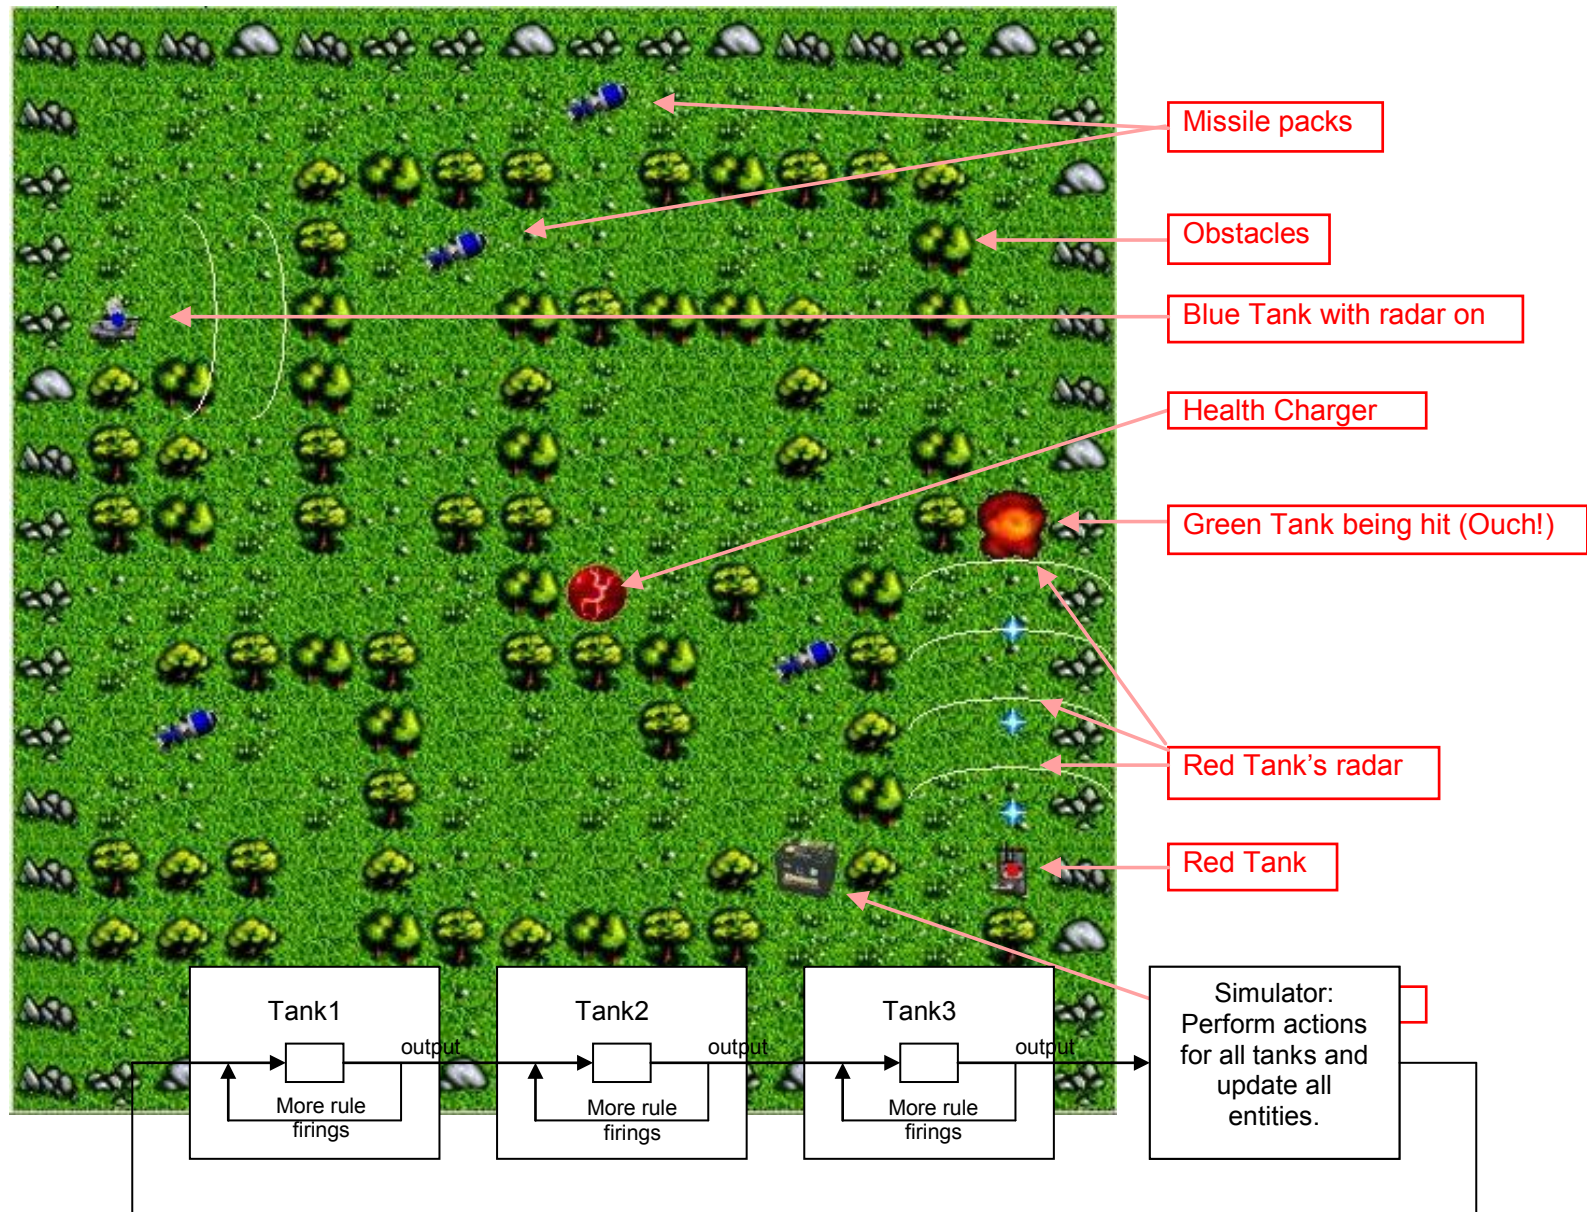 Missile packs
Obstacles
Blue Tank with radar on
Health Charger
Green Tank being hit (Ouch!)
Red Tank's radar
Red Tank
Tank1
output
More rule
firings
Tank2
output
More rule
firings
Tank3
output
More rule
firings
Simulator:
Perform actions
for all tanks and
update all
entities.